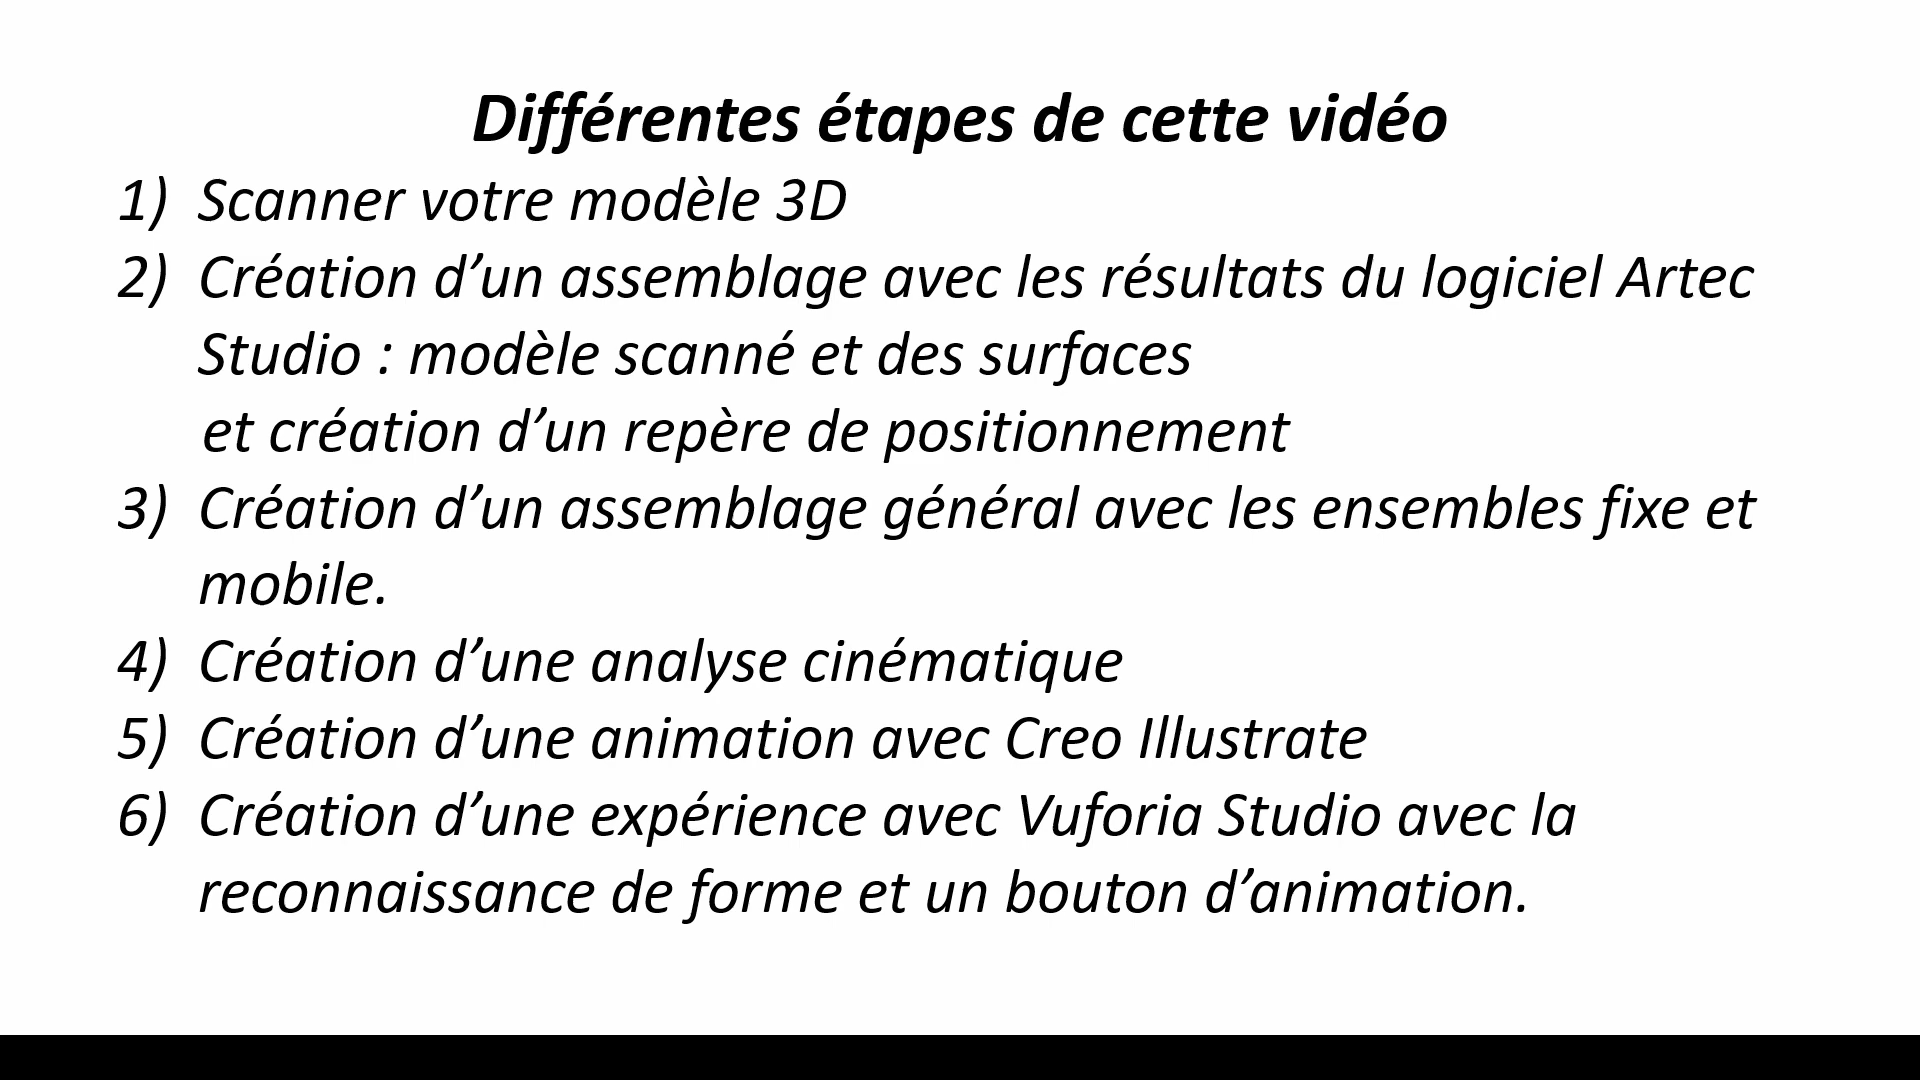 Différentes étapes de cette vidéo
1) Scanner votre modèle 3D
2) Création d’un assemblage avec les résultats du logiciel Artec
Studio : modèle scanné et des surfaces
et création d’un repère de positionnement
3) Création d’un assemblage général avec les ensembles fixe et
mobile.
4) Création d’une analyse cinématique
5) Création d’une animation avec Creo Illustrate
6) Création d’une expérience avec Vuforia Studio avec la
reconnaissance de forme et un bouton d’animation.